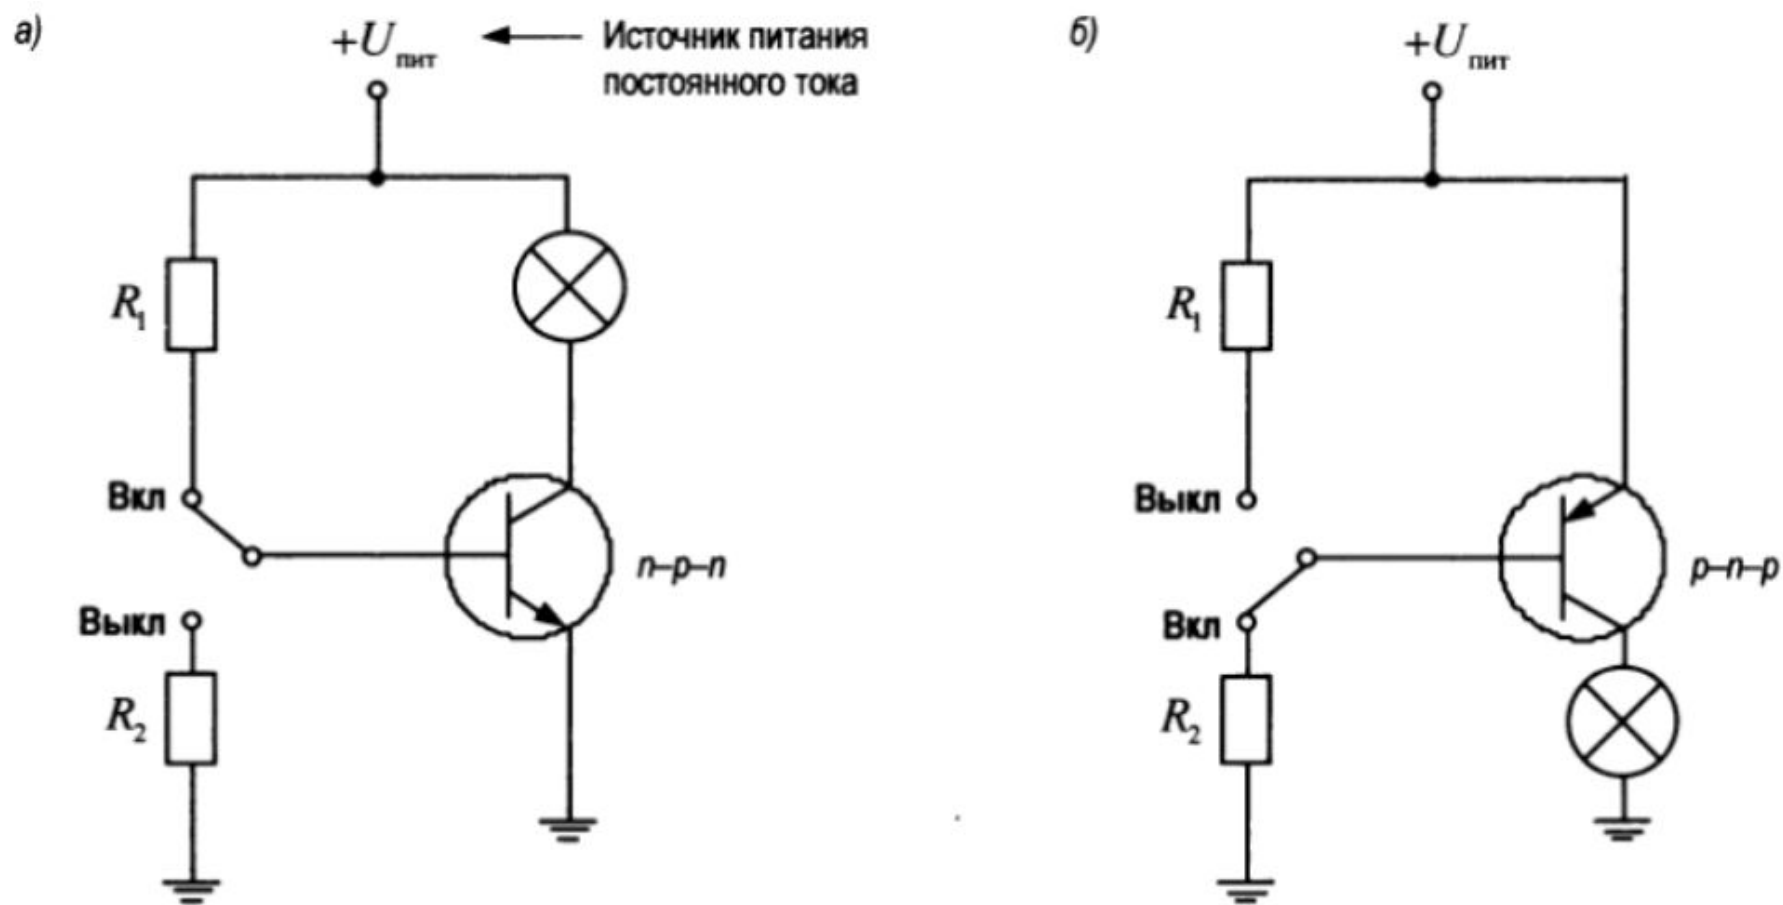 а)
+U пит
Источник питания
постоянного тока
R1
Вкл
Выкл
R2
n–p–n
б)
+U пит
R1
Выкл
Вкл
R2
p–n–p